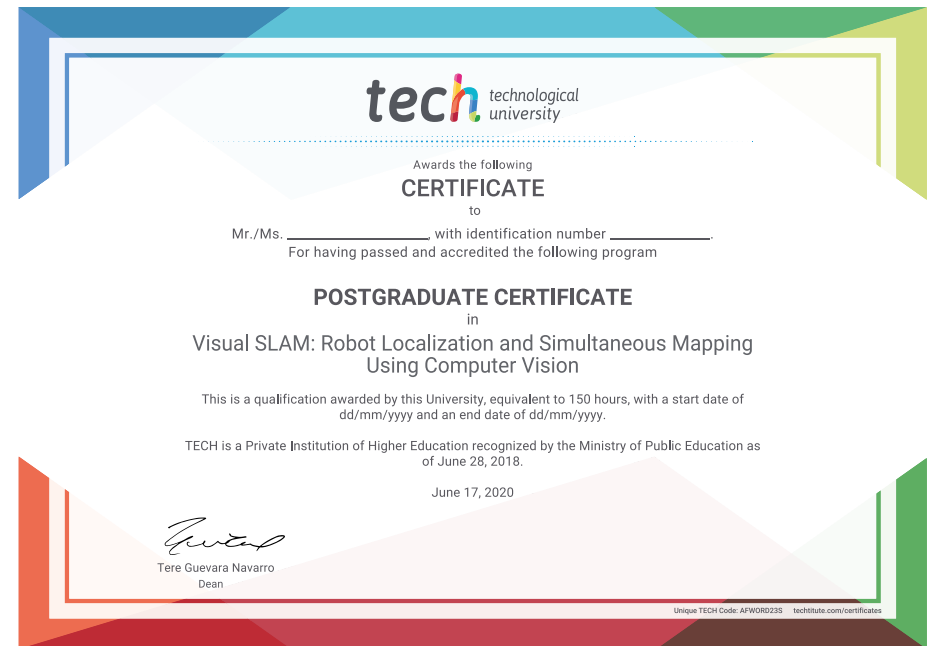 tech technological
university
Awards the following
CERTIFICATE
to
Mr./Ms. ____________________, with identification number ______________.
For having passed and accredited the following program
POSTGRADUATE CERTIFICATE
in
Visual SLAM: Robot Localization and Simultaneous Mapping
Using Computer Vision
This is a qualification awarded by this University, equivalent to 150 hours, with a start date of
dd/mm/yyyy and an end date of dd/mm/yyyy.
TECH is a Private Institution of Higher Education recognized by the Ministry of Public Education as
of June 28, 2018.
June 17, 2020
Tere Guevara Navarro
Dean
Unique TECH Code: AFWORD23S techtitute.com/certificates